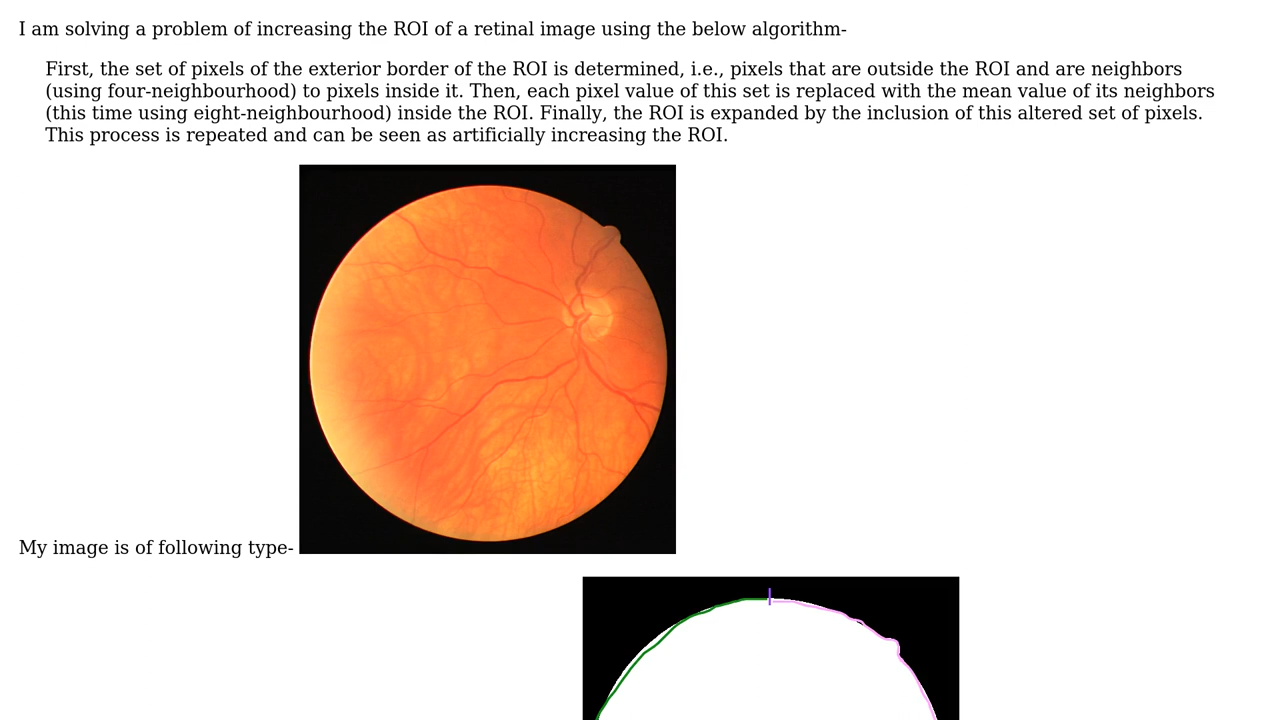 I am solving a problem of increasing the ROI of a retinal image using the below algorithm-
First, the set of pixels of the exterior border of the ROI is determined, i.e., pixels that are outside the ROI and are neighbors
(using four-neighbourhood) to pixels inside it. Then, each pixel value of this set is replaced with the mean value of its neighbors
(this time using eight-neighbourhood) inside the ROI. Finally, the ROI is expanded by the inclusion of this altered set of pixels.
This process is repeated and can be seen as artificially increasing the ROI.
My image is of following type-